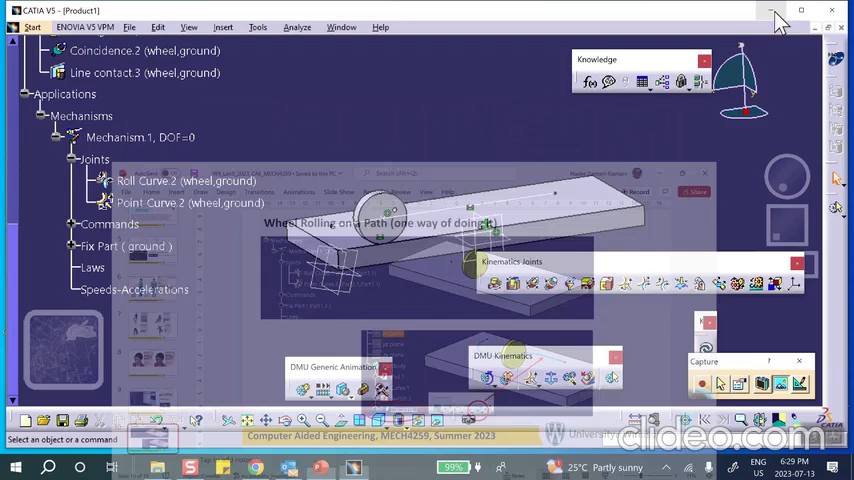 CATIA V5 - [Product1]
Start ENOVIA V5 VPM File Edit View Insert Tools Analyze Window Help
Coincidence.2 (wheel,ground)
Line contact.3 (wheel,ground)
Applications
Mechanisms
Mechanism.1, DOF=0
Joints
Roll Curve.2 (wheel,ground)
Point Curve.2 (wheel,ground)
Commands
Fix Part ( ground )
Laws
Speeds-Accelerations
Knowledge
f(x)
Wheel Rolling on a Path (one way of doing it)
Kinematics Joints
DMU Generic Animation
DMU Kinematics
Capture
Select an object or a command
Computer Aided Engineering, MECH4259, Summer 2023
clideo.com
99%
25°C Partly sunny
ENG
US
6:29 PM
2023-07-13